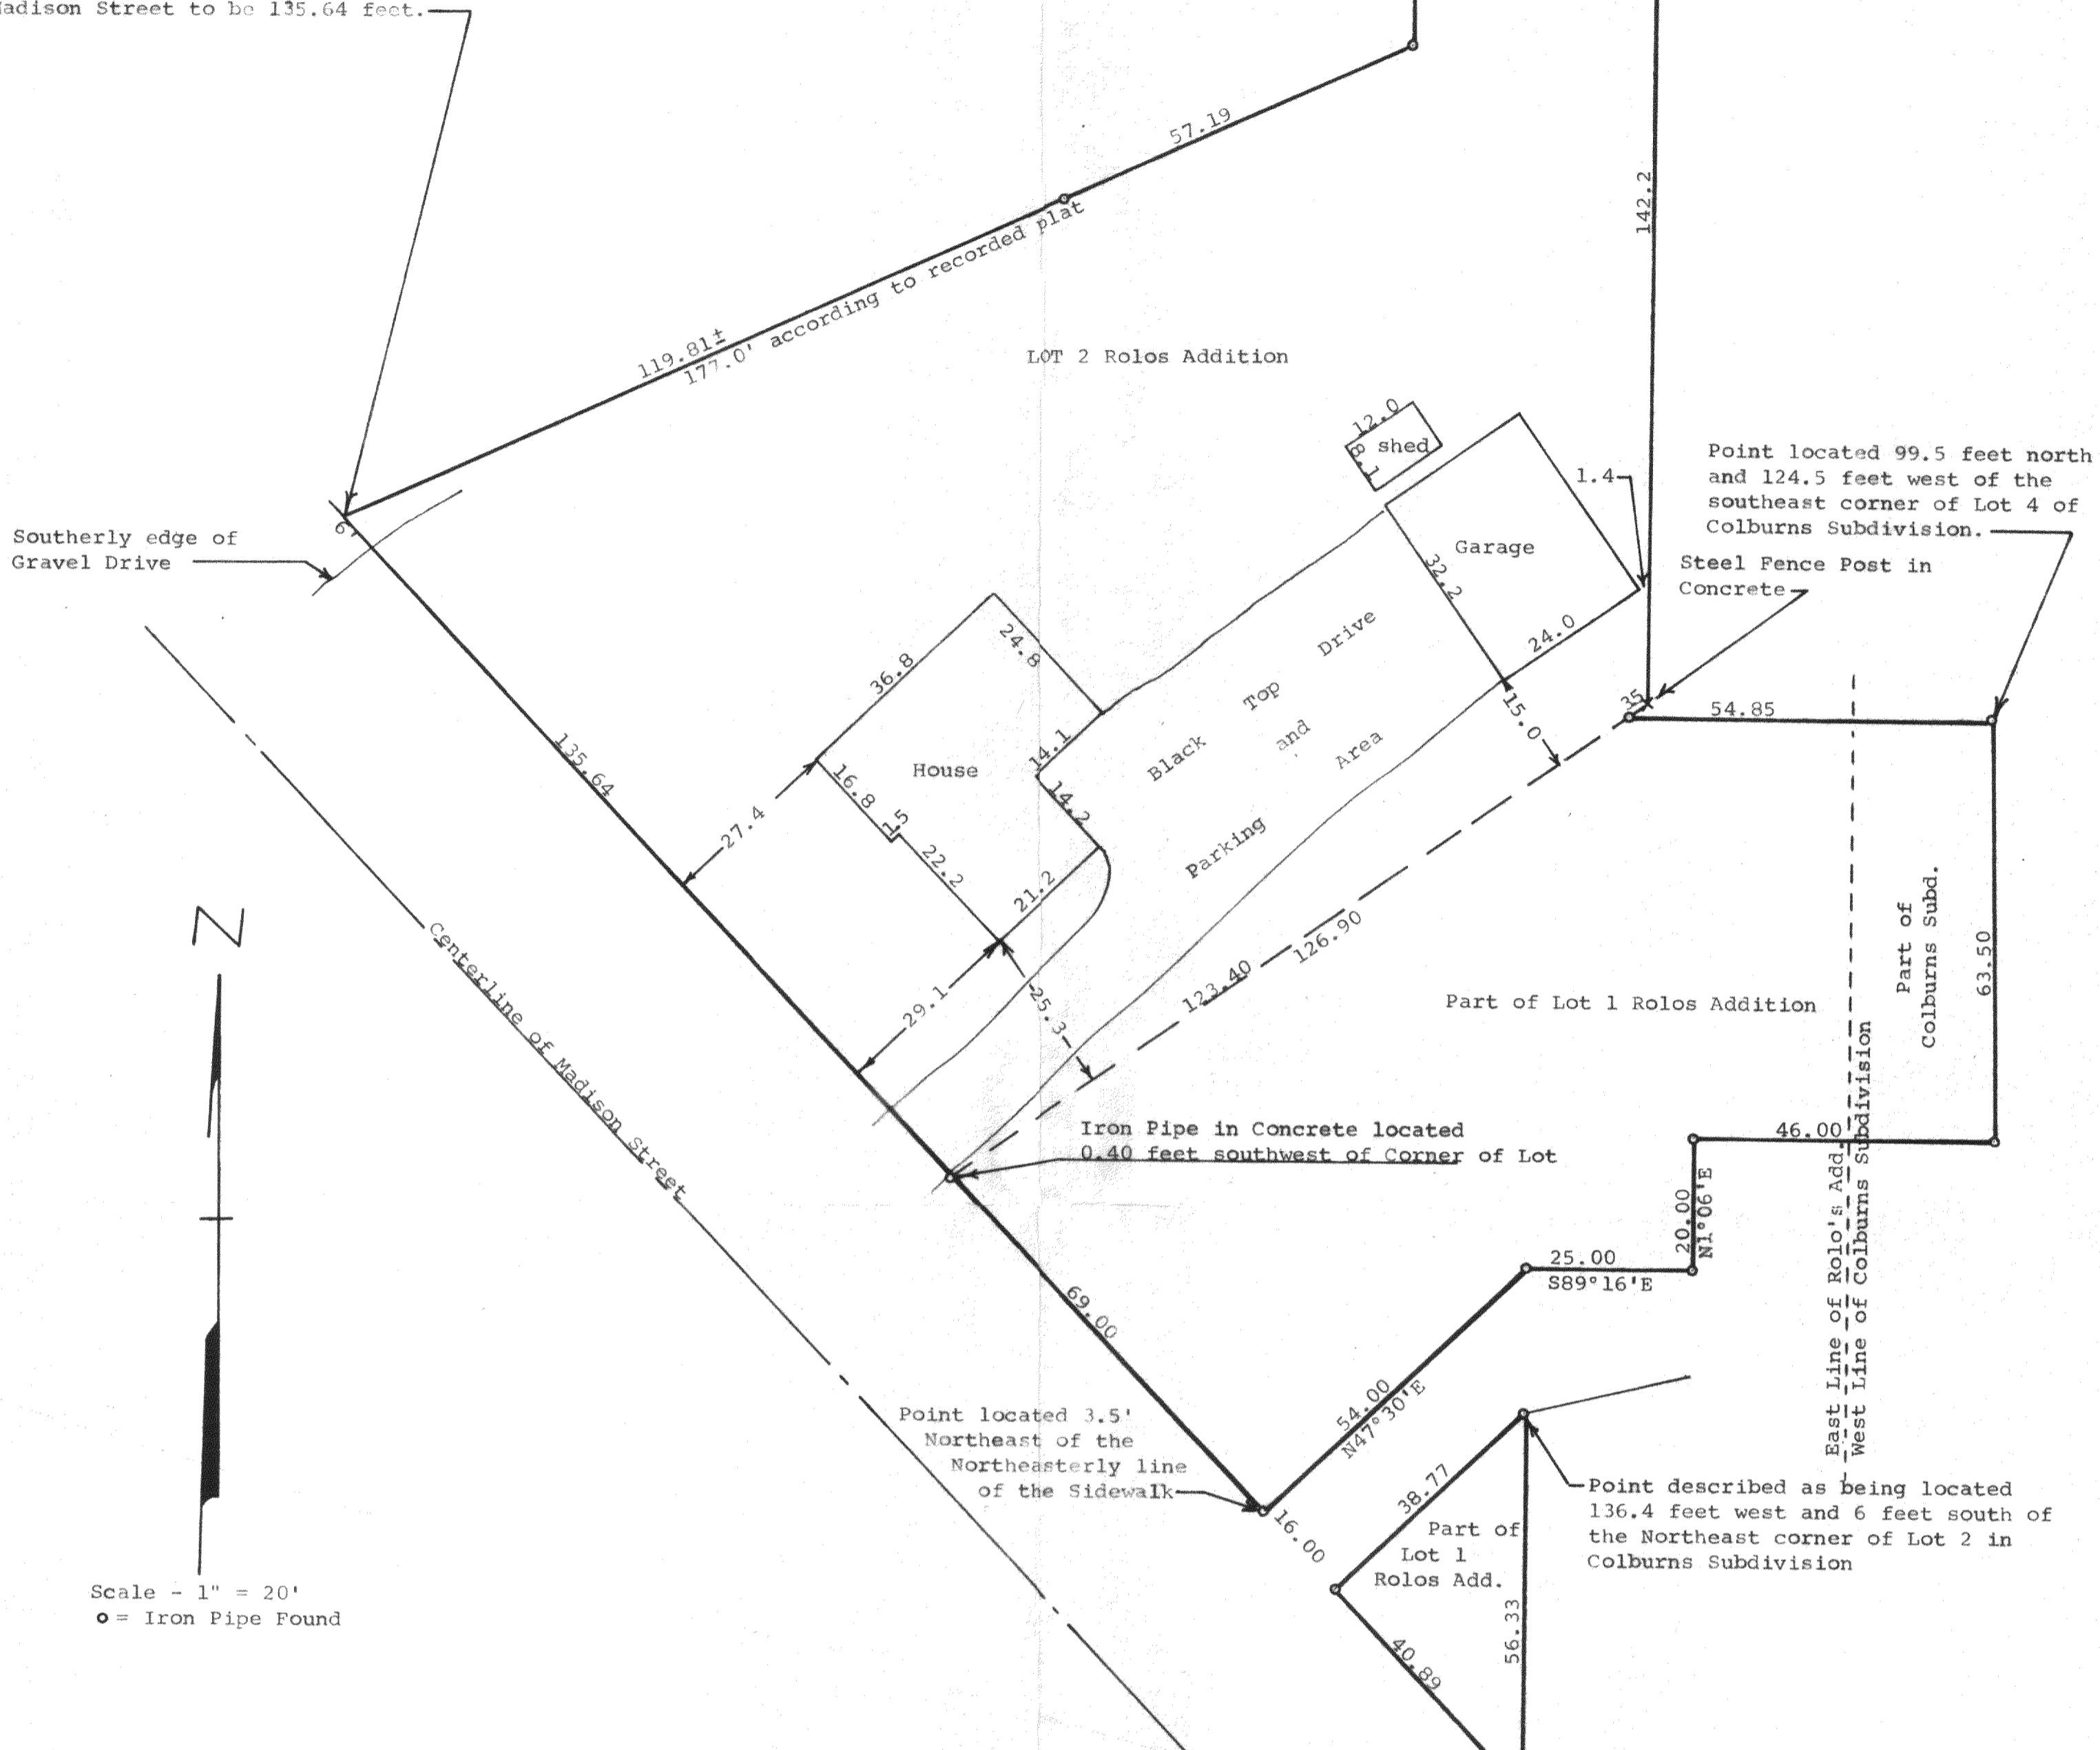 Madison Street to be 135.64 feet.
57.19
142.2
119.81±
177.0' according to recorded plat
LOT 2 Rolos Addition
12.0
shed
8.1
1.4
Point located 99.5 feet north
and 124.5 feet west of the
southeast corner of Lot 4 of
Colburns Subdivision.
6
Southerly edge of
Gravel Drive
Garage
32.2
Steel Fence Post in
Concrete
24.0
24.8
36.8
Drive
Top
Black
and
Area
Parking
15.0
35
54.85
135.64
House
14.1
14.2
16.8
1.5
22.2
21.2
27.4
N
29.1
25.3
123.40
126.90
Part of Lot 1 Rolos Addition
Part of
Colburns Subd.
63.50
Centerline of Madison Street
Iron Pipe in Concrete located
0.40 feet southwest of Corner of Lot
46.00
20.00
N1°06'E
25.00
S89°16'E
East Line of Rolo's Add.
West Line of Colburns Subdivision
69.00
54.00
N47°30'E
Point located 3.5'
Northeast of the
Northeasterly line
of the Sidewalk
16.00
38.77
Part of
Lot 1
Rolos Add.
Point described as being located
136.4 feet west and 6 feet south of
the Northeast corner of Lot 2 in
Colburns Subdivision
56.33
40.89
Scale - 1" = 20'
o = Iron Pipe Found